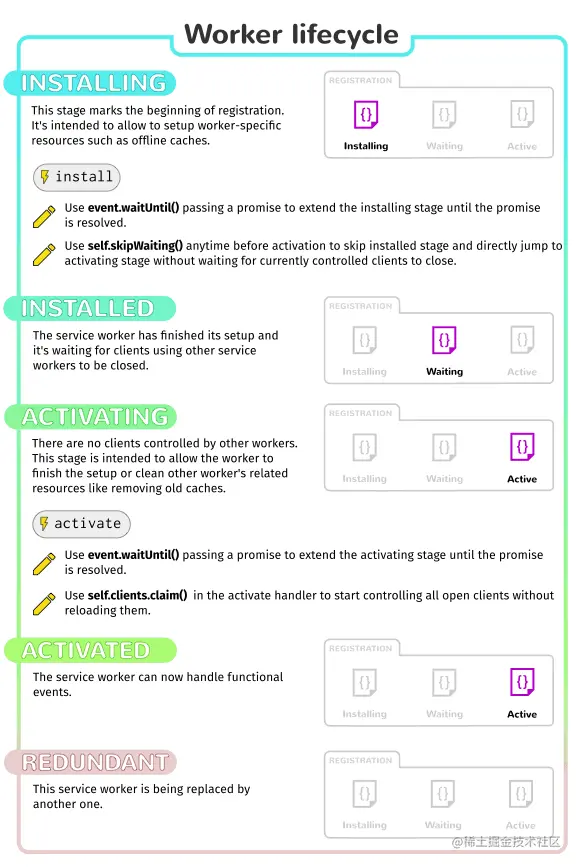 Worker lifecycle
INSTALLING
This stage marks the beginning of registration.
It's intended to allow to setup worker-specific
resources such as offline caches.
REGISTRATION
{}
{}
{}
Installing
Waiting
Active
install
Use event.waitUntil() passing a promise to extend the installing stage until the promise
is resolved.
Use self.skipWaiting() anytime before activation to skip installed stage and directly jump to
activating stage without waiting for currently controlled clients to close.
INSTALLED
The service worker has finished its setup and
it's waiting for clients using other service
workers to be closed.
REGISTRATION
{}
{}
{}
Installing
Waiting
Active
ACTIVATING
There are no clients controlled by other workers.
This stage is intended to allow the worker to
finish the setup or clean other worker's related
resources like removing old caches.
REGISTRATION
{}
{}
{}
Installing
Waiting
Active
activate
Use event.waitUntil() passing a promise to extend the activating stage until the promise
is resolved.
Use self.clients.claim() in the activate handler to start controlling all open clients without
reloading them.
ACTIVATED
The service worker can now handle functional
events.
REGISTRATION
{}
{}
{}
Installing
Waiting
Active
REDUNDANT
This service worker is being replaced by
another one.
REGISTRATION
{}
{}
{}
Installing
Waiting
Active
@稀土掘金技术社区